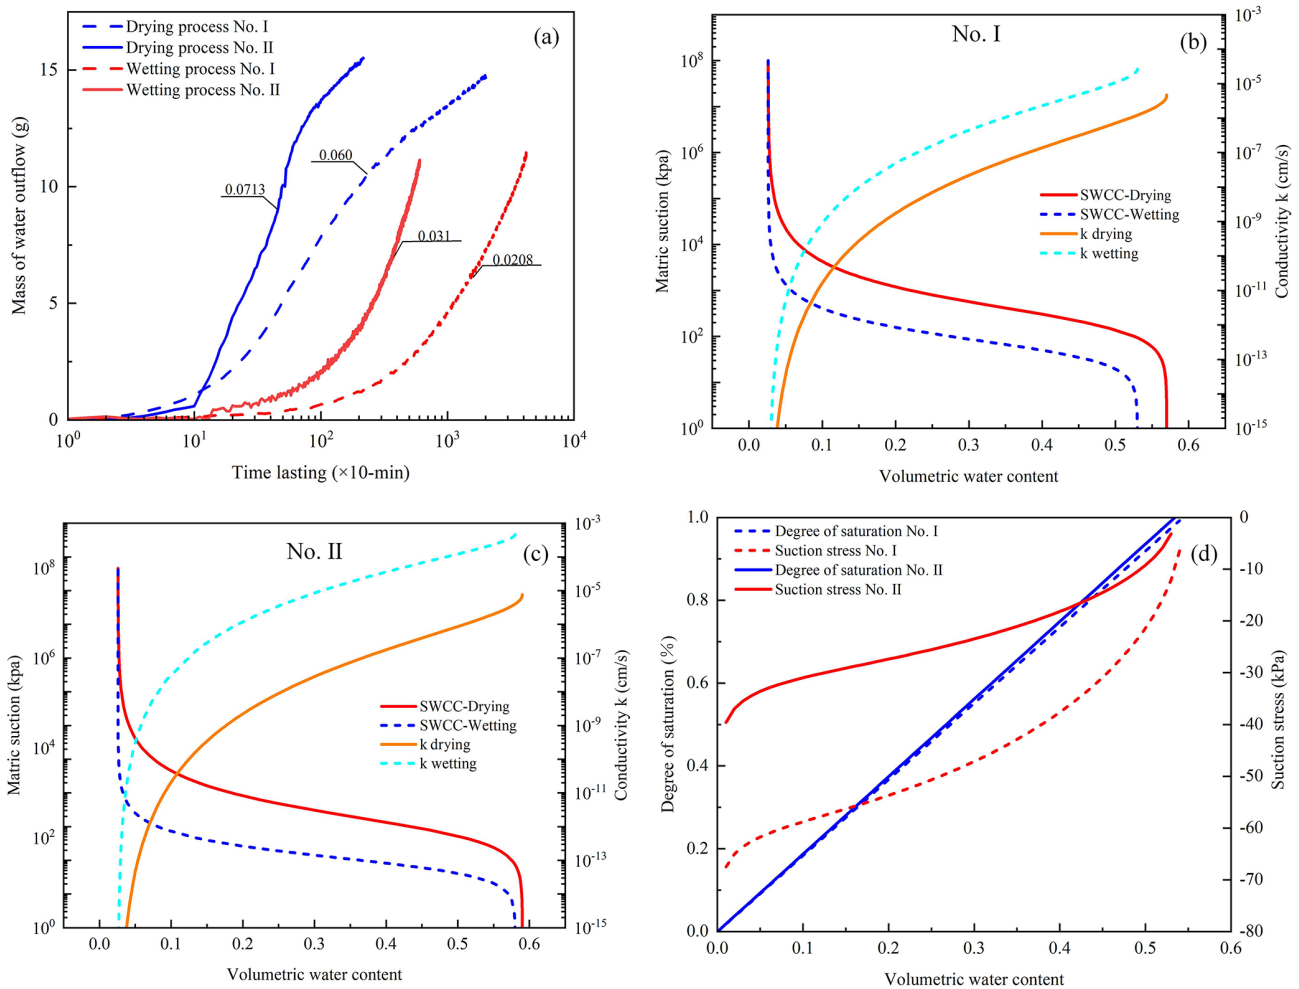 Drying process No. I
Drying process No. II
Wetting process No. I
Wetting process No. II
(a)
15
10
5
0
Mass of water outflow (g)
0.060
0.0713
0.031
0.0208
10^0
10^1
10^2
10^3
10^4
Time lasting (×10-min)
No. I
(b)
10^8
10^6
10^4
10^2
10^0
Matric suction (kpa)
SWCC-Drying
SWCC-Wetting
k drying
k wetting
10^-3
10^-5
10^-7
10^-9
10^-11
10^-13
10^-15
Conductivity k (cm/s)
0.0
0.1
0.2
0.3
0.4
0.5
0.6
Volumetric water content
No. II
(c)
10^8
10^6
10^4
10^2
10^0
Matric suction (kpa)
SWCC-Drying
SWCC-Wetting
k drying
k wetting
10^-3
10^-5
10^-7
10^-9
10^-11
10^-13
10^-15
Conductivity k (cm/s)
0.0
0.1
0.2
0.3
0.4
0.5
0.6
Volumetric water content
Degree of saturation No. I
Suction stress No. I
Degree of saturation No. II
Suction stress No. II
(d)
1.0
0.8
0.6
0.4
0.2
0.0
Degree of saturation (%)
0
-10
-20
-30
-40
-50
-60
-70
-80
Suction stress (kPa)
0.0
0.1
0.2
0.3
0.4
0.5
0.6
Volumetric water content